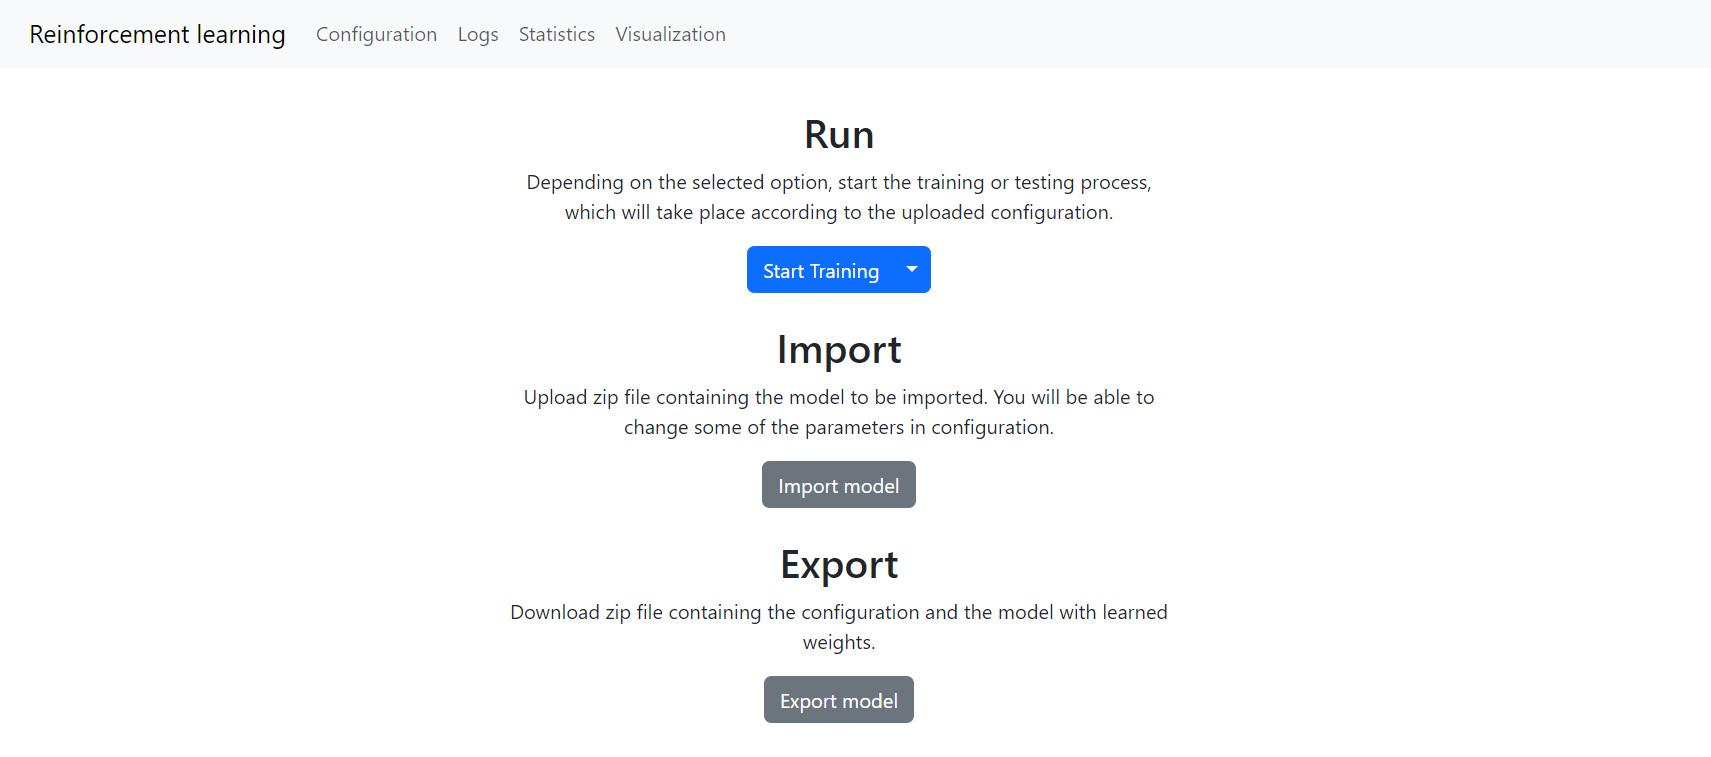 Reinforcement learning Configuration Logs Statistics Visualization
Run
Depending on the selected option, start the training or testing process,
which will take place according to the uploaded configuration.
Start Training
Import
Upload zip file containing the model to be imported. You will be able to
change some of the parameters in configuration.
Import model
Export
Download zip file containing the configuration and the model with learned
weights.
Export model